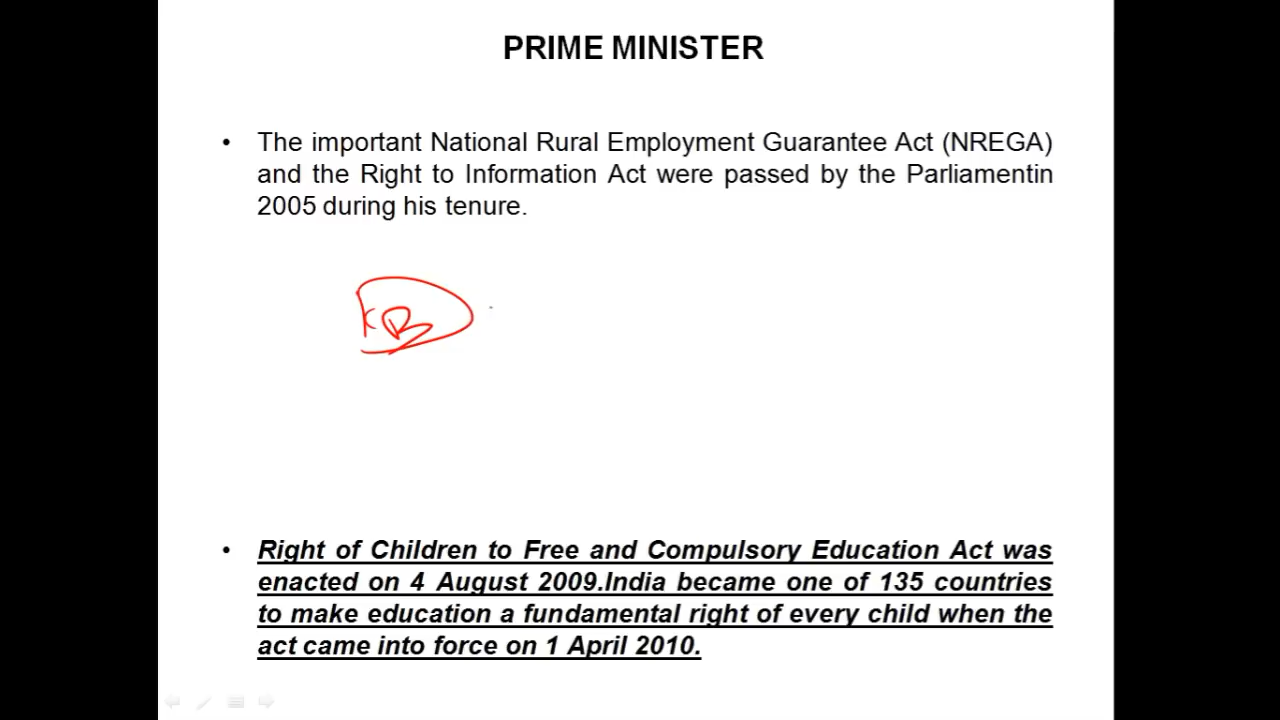 PRIME MINISTER
• The important National Rural Employment Guarantee Act (NREGA)
and the Right to Information Act were passed by the Parliamentin
2005 during his tenure.
• Right of Children to Free and Compulsory Education Act was
enacted on 4 August 2009.India became one of 135 countries
to make education a fundamental right of every child when the
act came into force on 1 April 2010.